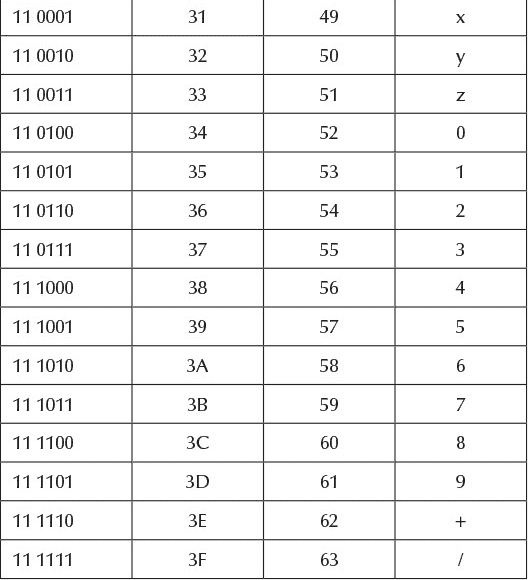 11 0001 31 49 x
11 0010 32 50 y
11 0011 33 51 z
11 0100 34 52 0
11 0101 35 53 1
11 0110 36 54 2
11 0111 37 55 3
11 1000 38 56 4
11 1001 39 57 5
11 1010 3A 58 6
11 1011 3B 59 7
11 1100 3C 60 8
11 1101 3D 61 9
11 1110 3E 62 +
11 1111 3F 63 /